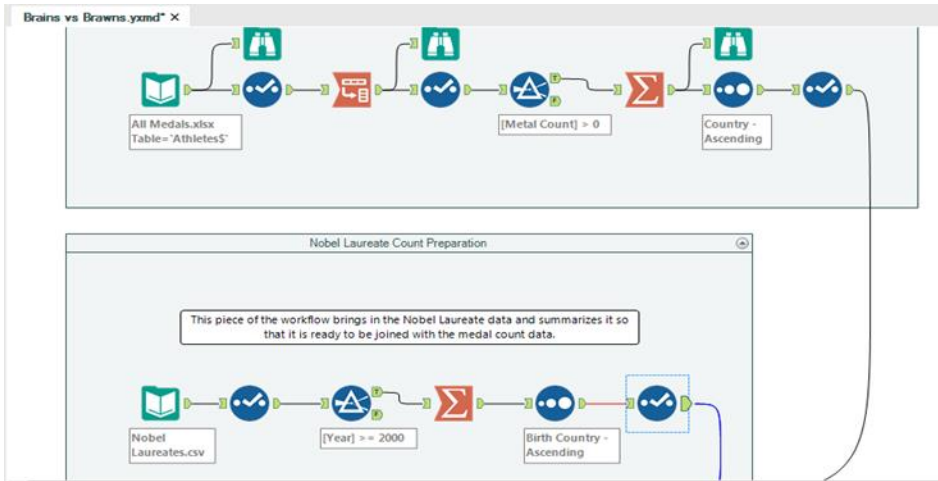 Brains vs Brawns.yxmd*
All Medals.xlsx
Table=`Athletes$`
[Metal Count] > 0
Country -
Ascending
Nobel Laureate Count Preparation
This piece of the workflow brings in the Nobel Laureate data and summarizes it so
that it is ready to be joined with the medal count data.
Nobel
Laureates.csv
[Year] >= 2000
Birth Country -
Ascending